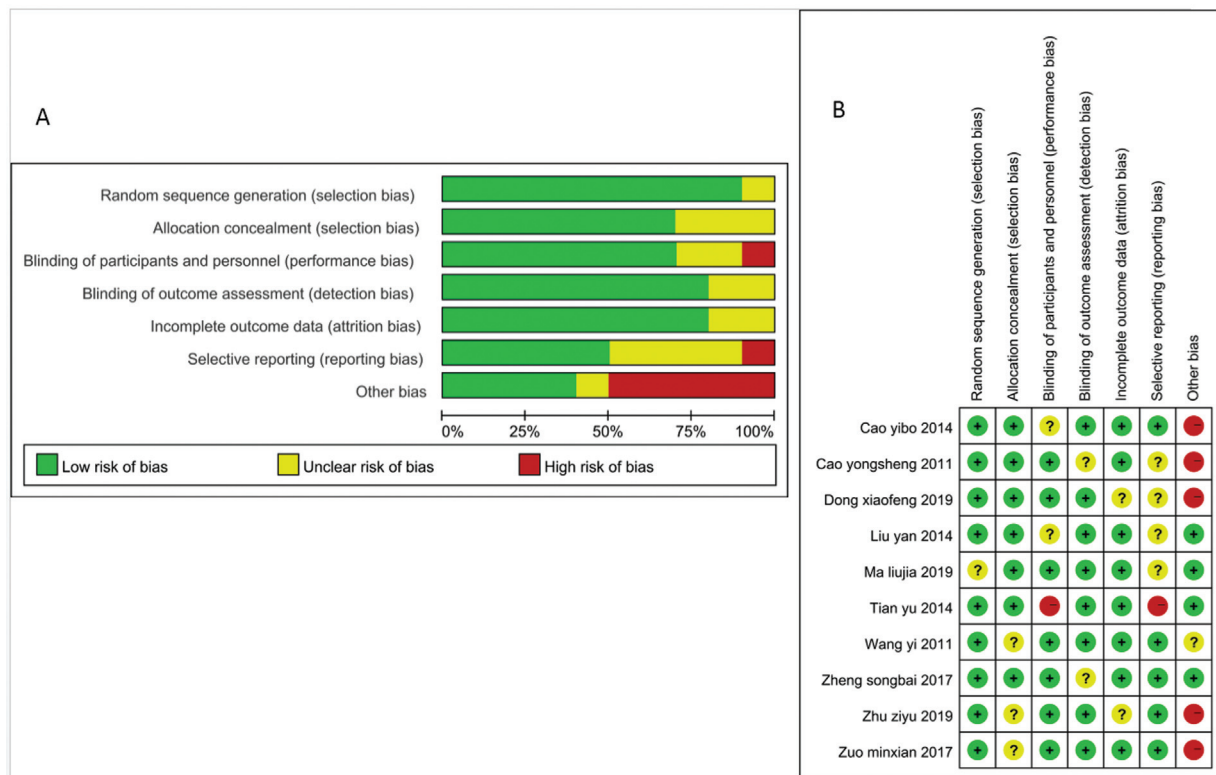 A
Random sequence generation (selection bias)
Allocation concealment (selection bias)
Blinding of participants and personnel (performance bias)
Blinding of outcome assessment (detection bias)
Incomplete outcome data (attrition bias)
Selective reporting (reporting bias)
Other bias
0% 25% 50% 75% 100%
Low risk of bias Unclear risk of bias High risk of bias
B
Random sequence generation (selection bias)
Allocation concealment (selection bias)
Blinding of participants and personnel (performance bias)
Blinding of outcome assessment (detection bias)
Incomplete outcome data (attrition bias)
Selective reporting (reporting bias)
Other bias
Cao yibo 2014 + + ? + + + −
Cao yongsheng 2011 + + + ? + ? −
Dong xiaofeng 2019 + + + + ? ? −
Liu yan 2014 + + ? + + ? +
Ma liujia 2019 ? + + + + ? +
Tian yu 2014 + + − + + − +
Wang yi 2011 + ? + + + + ?
Zheng songbai 2017 + + + ? + + +
Zhu ziyu 2019 + ? + + ? + −
Zuo minxian 2017 + ? + + + + −